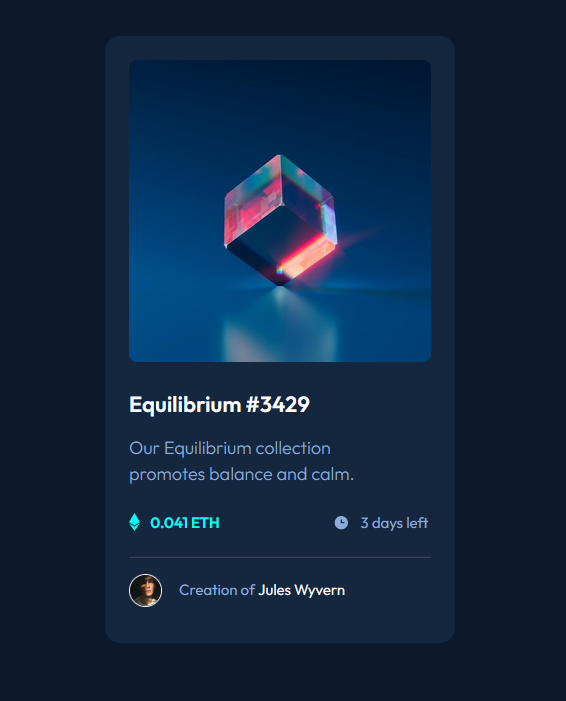 Equilibrium #3429
Our Equilibrium collection
promotes balance and calm.
0.041 ETH
3 days left
Creation of Jules Wyvern